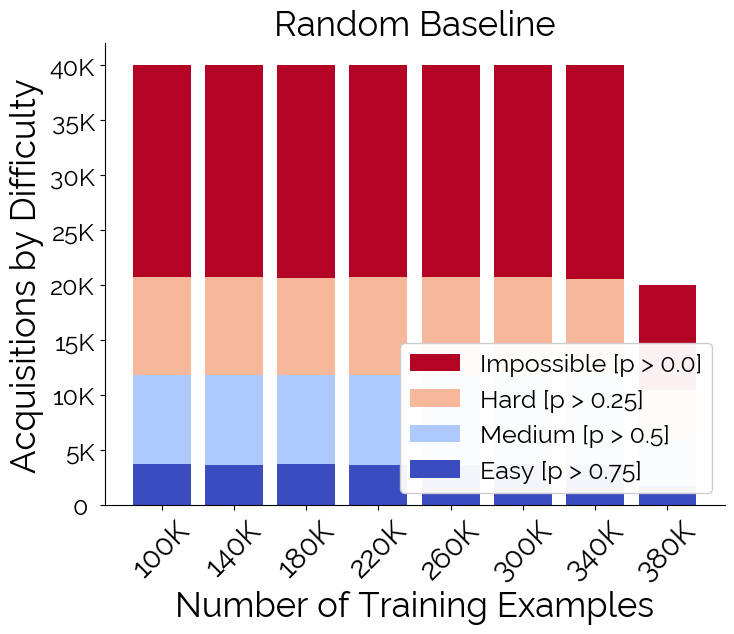 Random Baseline
Acquisitions by Difficulty
40K
35K
30K
25K
20K
15K
10K
5K
0
Impossible [p > 0.0]
Hard [p > 0.25]
Medium [p > 0.5]
Easy [p > 0.75]
100K
140K
180K
220K
260K
300K
340K
380K
Number of Training Examples